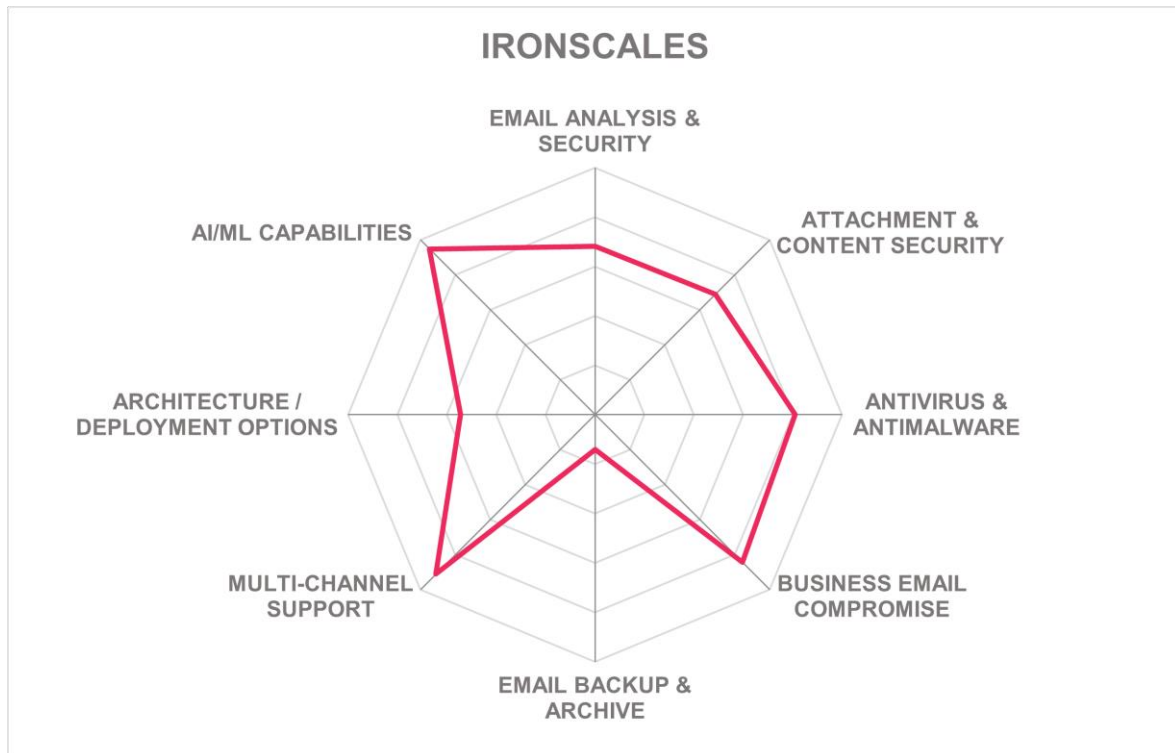 IRONSCALES
EMAIL ANALYSIS &
SECURITY
ATTACHMENT &
CONTENT SECURITY
AI/ML CAPABILITIES
ANTIVIRUS &
ANTIMALWARE
ARCHITECTURE /
DEPLOYMENT OPTIONS
BUSINESS EMAIL
COMPROMISE
MULTI-CHANNEL
SUPPORT
EMAIL BACKUP &
ARCHIVE